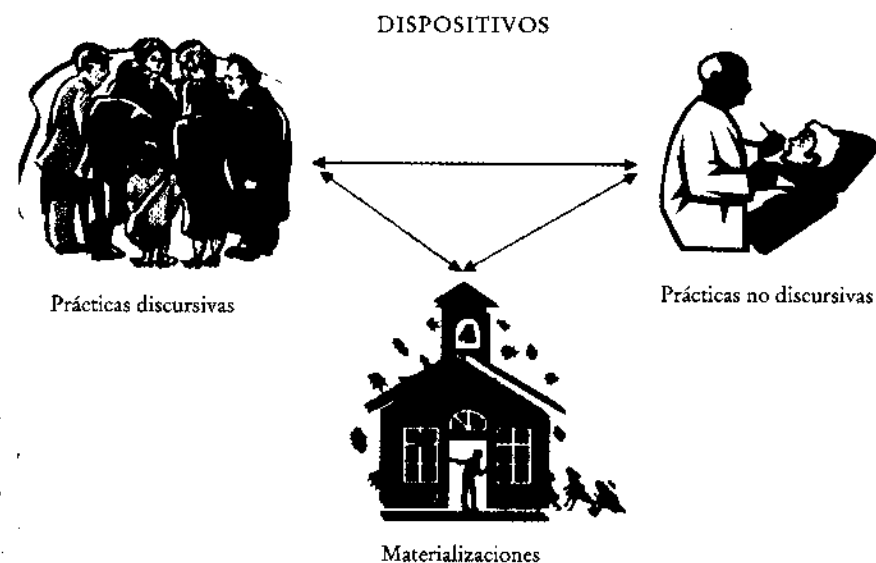 DISPOSITIVOS
Prácticas discursivas
Prácticas no discursivas
Materializaciones